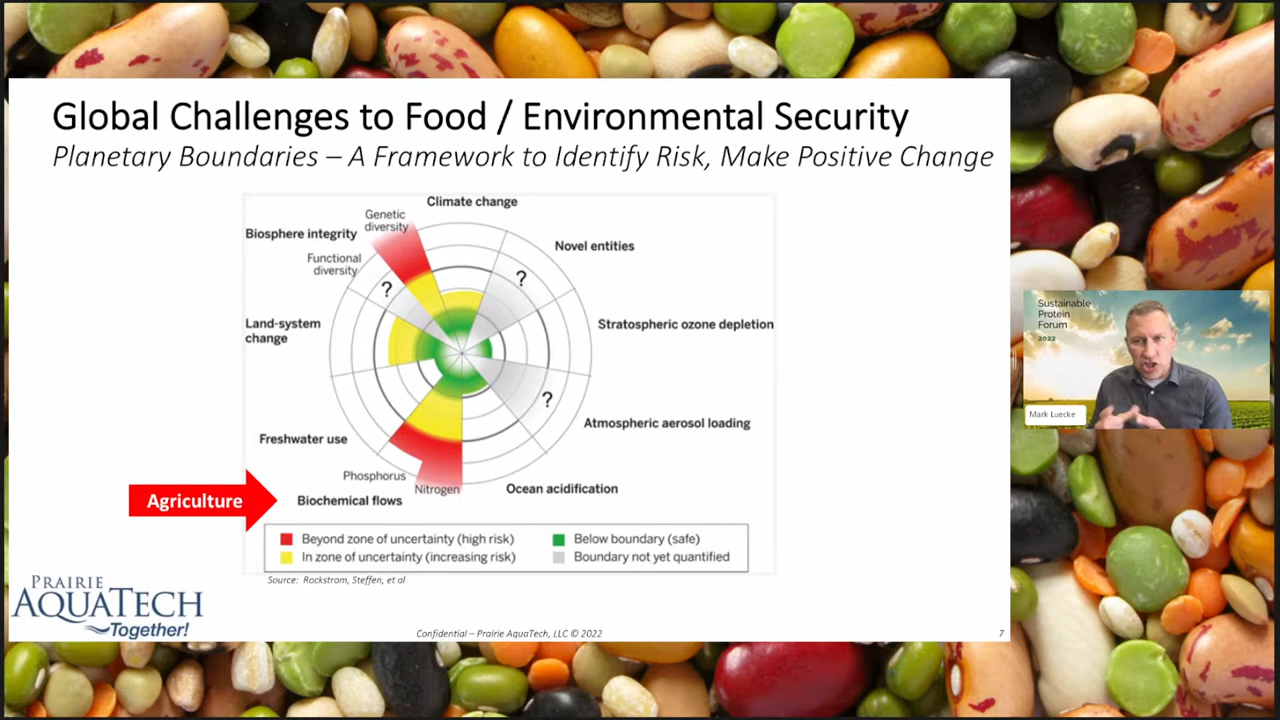 Global Challenges to Food / Environmental Security
Planetary Boundaries – A Framework to Identify Risk, Make Positive Change
Climate change
Genetic
diversity
Biosphere integrity
Novel entities
Functional
diversity
?
?
Land-system
change
Stratospheric ozone depletion
?
Atmospheric aerosol loading
Freshwater use
Phosphorus
Nitrogen
Ocean acidification
Biochemical flows
Agriculture
Beyond zone of uncertainty (high risk)
Below boundary (safe)
In zone of uncertainty (increasing risk)
Boundary not yet quantified
Source: Rockstrom, Steffen, et al
PRAIRIE
AQUATECH
Together!
Confidential – Prairie AquaTech, LLC © 2022
7
Sustainable
Protein
Forum
2022
Mark Luecke